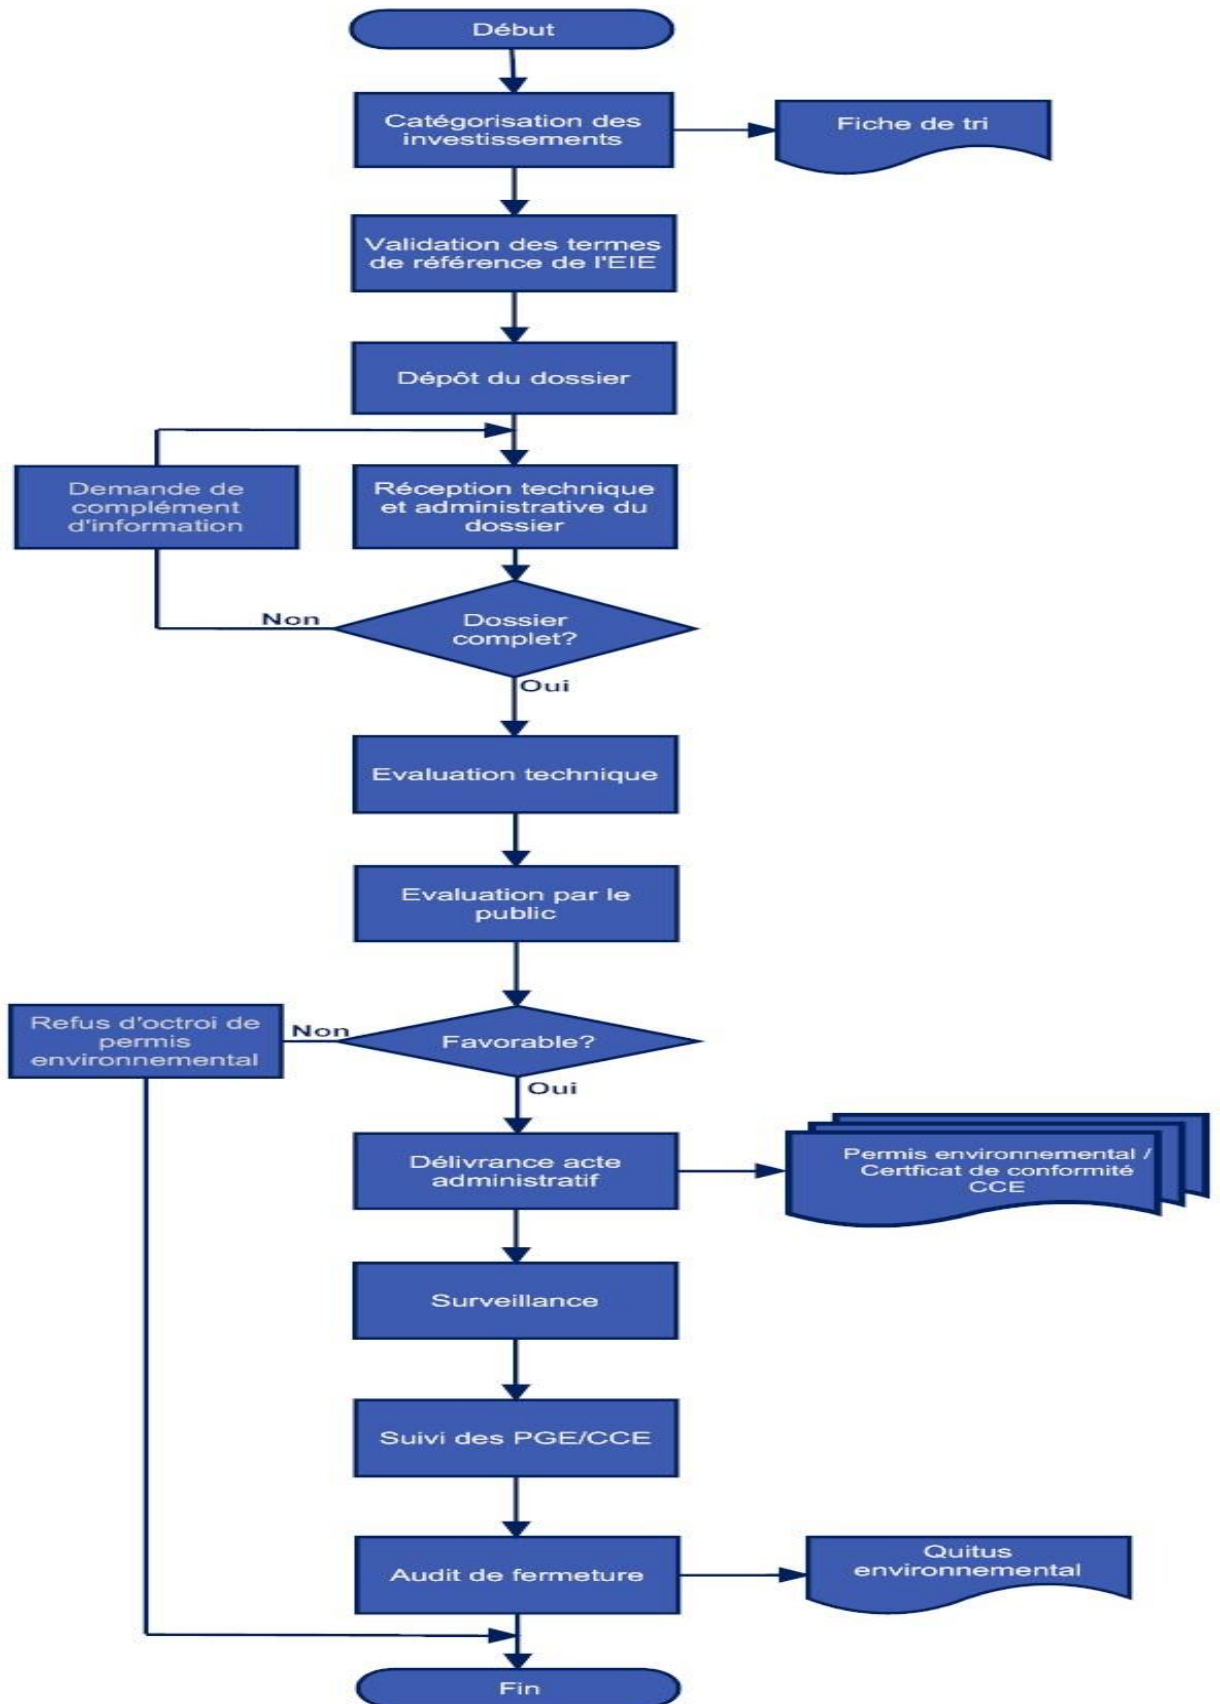 Début
Catégorisation des
investissements
Fiche de tri
Validation des termes
de référence de l'EIE
Dépôt du dossier
Demande de
complément
d'information
Réception technique
et administrative du
dossier
Non
Dossier
complet?
Oui
Evaluation technique
Evaluation par le
public
Refus d'octroi de
permis
environnemental
Non
Favorable?
Oui
Délivrance acte
administratif
Permis environnemental /
Certficat de conformité
CCE
Surveillance
Suivi des PGE/CCE
Audit de fermeture
Quitus
environnemental
Fin